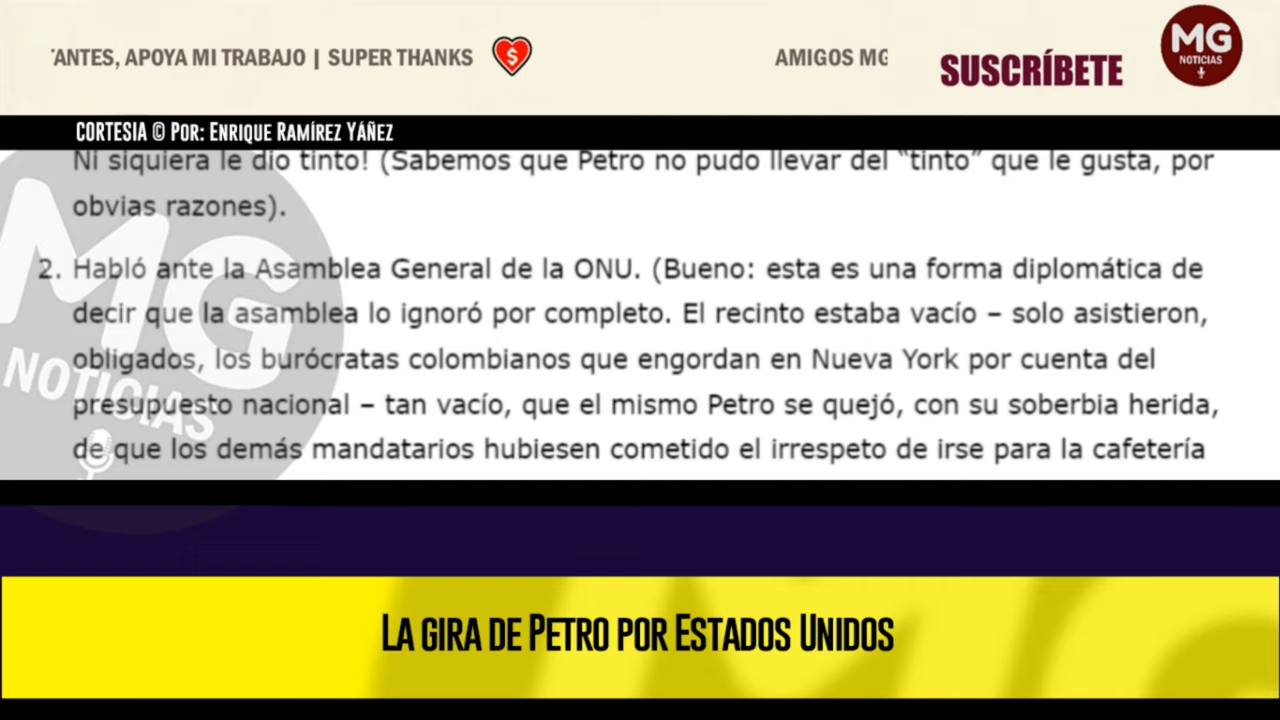 'ANTES, APOYA MI TRABAJO | SUPER THANKS
AMIGOS MG
SUSCRÍBETE
MG
NOTICIAS
CORTESIA © POR: ENRIQUE RAMÍREZ YÁÑEZ
Ni siquiera le dio tinto! (Sabemos que Petro no pudo llevar del “tinto” que le gusta, por
obvias razones).
2. Habló ante la Asamblea General de la ONU. (Bueno: esta es una forma diplomática de
decir que la asamblea lo ignoró por completo. El recinto estaba vacío – solo asistieron,
obligados, los burócratas colombianos que engordan en Nueva York por cuenta del
presupuesto nacional – tan vacío, que el mismo Petro se quejó, con su soberbia herida,
de que los demás mandatarios hubiesen cometido el irrespeto de irse para la cafetería
MG
NOTICIAS
LA GIRA DE PETRO POR ESTADOS UNIDOS